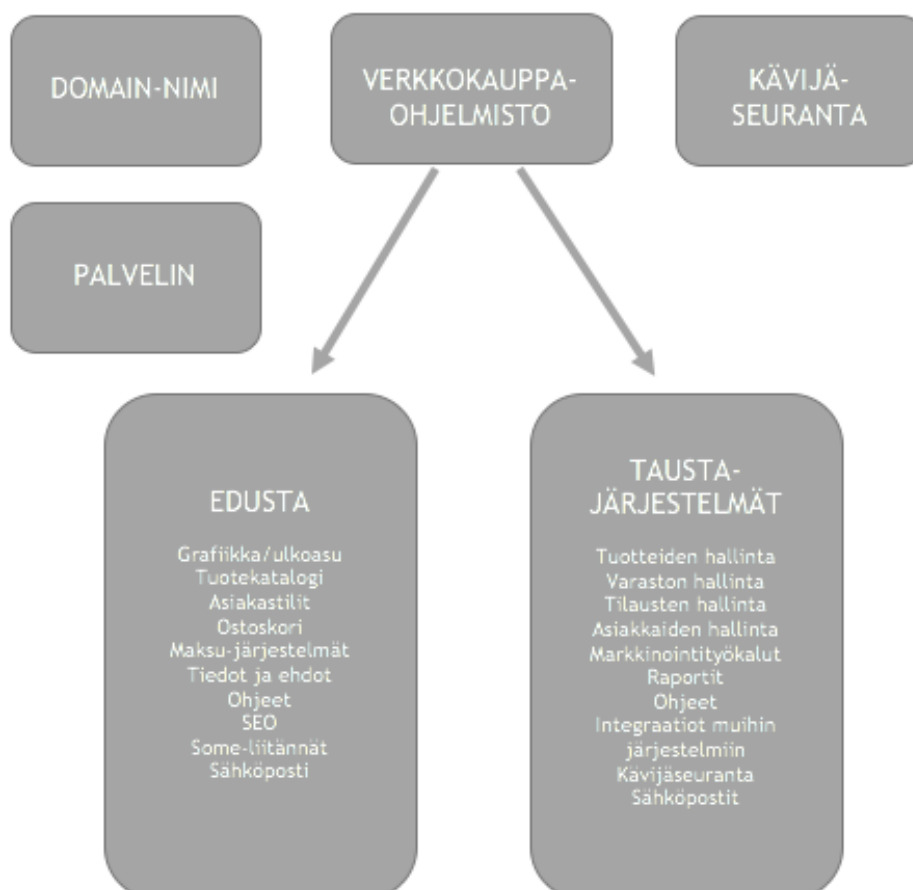 DOMAIN-NIMI
VERKKOKAUPPA-
OHJELMISTO
KÄVIJÄ-
SEURANTA
PALVELIN
EDUSTA
Grafiikka/ulkoasu
Tuotekatalogi
Asiakastilit
Ostoskori
Maksu-järjestelmät
Tiedot ja ehdot
Ohjeet
SEO
Some-liitännät
Sähköposti
TAUSTA-
JÄRJESTELMÄT
Tuotteiden hallinta
Varaston hallinta
Tilausten hallinta
Asiakkaiden hallinta
Markkinointityökalut
Raportit
Ohjeet
Integraatiot muihin
järjestelmiin
Kävijäseuranta
Sähköpostit